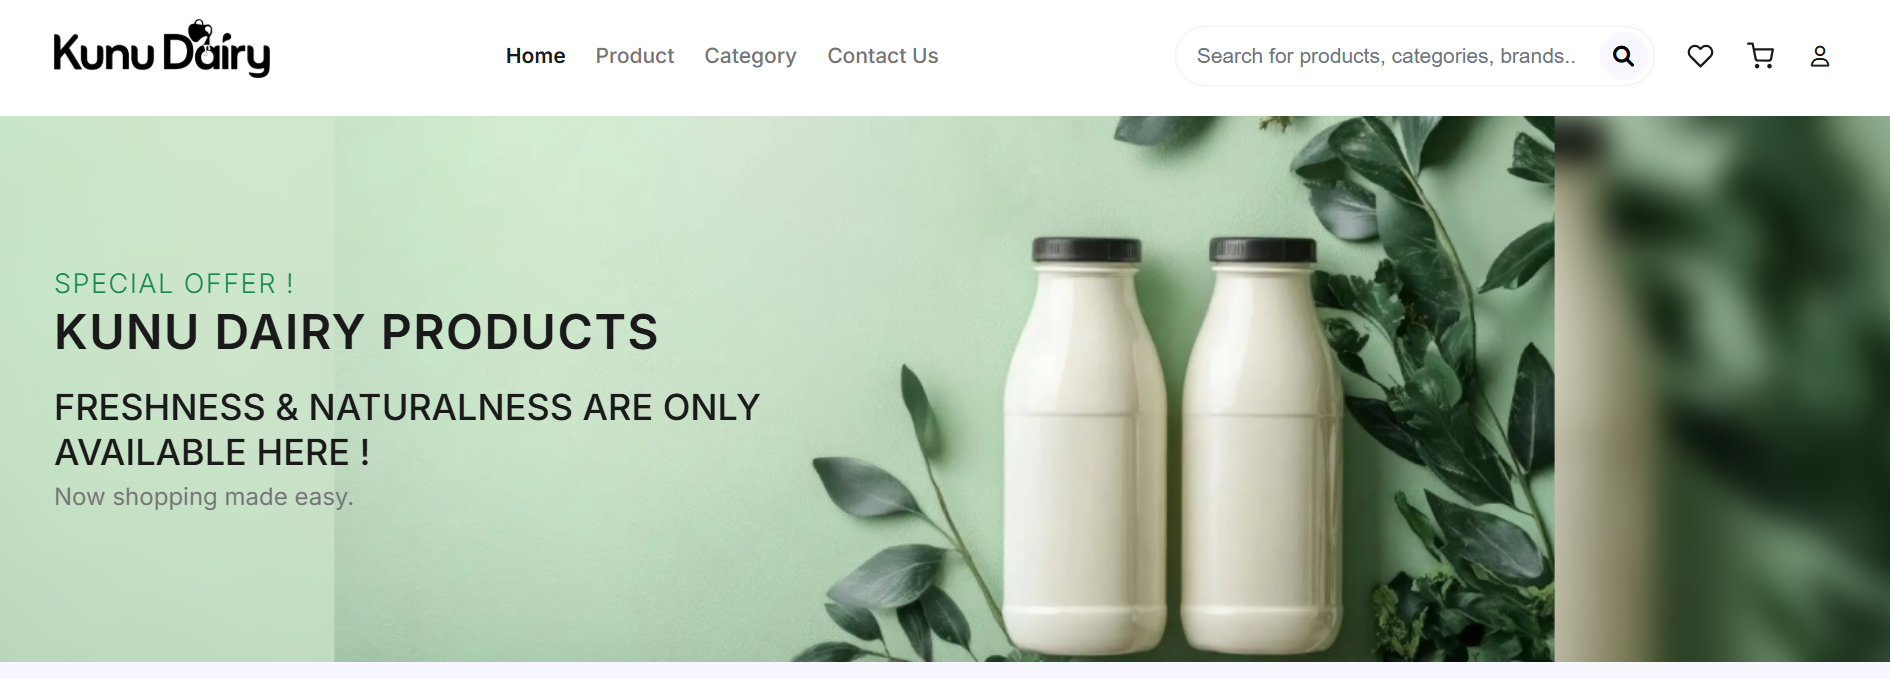 Kunu Dairy
Home
Product
Category
Contact Us
Search for products, categories, brands..
SPECIAL OFFER !
KUNU DAIRY PRODUCTS
FRESHNESS & NATURALNESS ARE ONLY
AVAILABLE HERE !
Now shopping made easy.